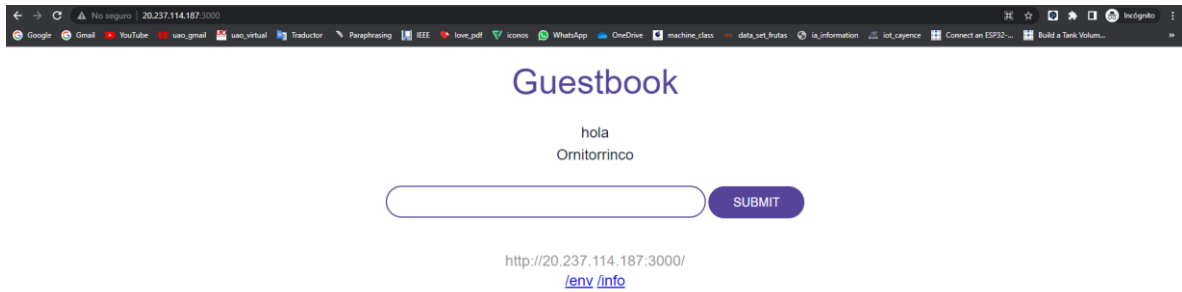 No seguro | 20.237.114.187:3000
Incógnito
Google Gmail YouTube uao_gmail uao_virtual Traductor Paraphrasing IEEE love_pdf iconos WhatsApp OneDrive machine_class data_set_frutas ia_information iot_cayence Connect an ESP32-... Build a Tank Volum... »
Guestbook
hola
Ornitorrinco
SUBMIT
http://20.237.114.187:3000/
/env /info